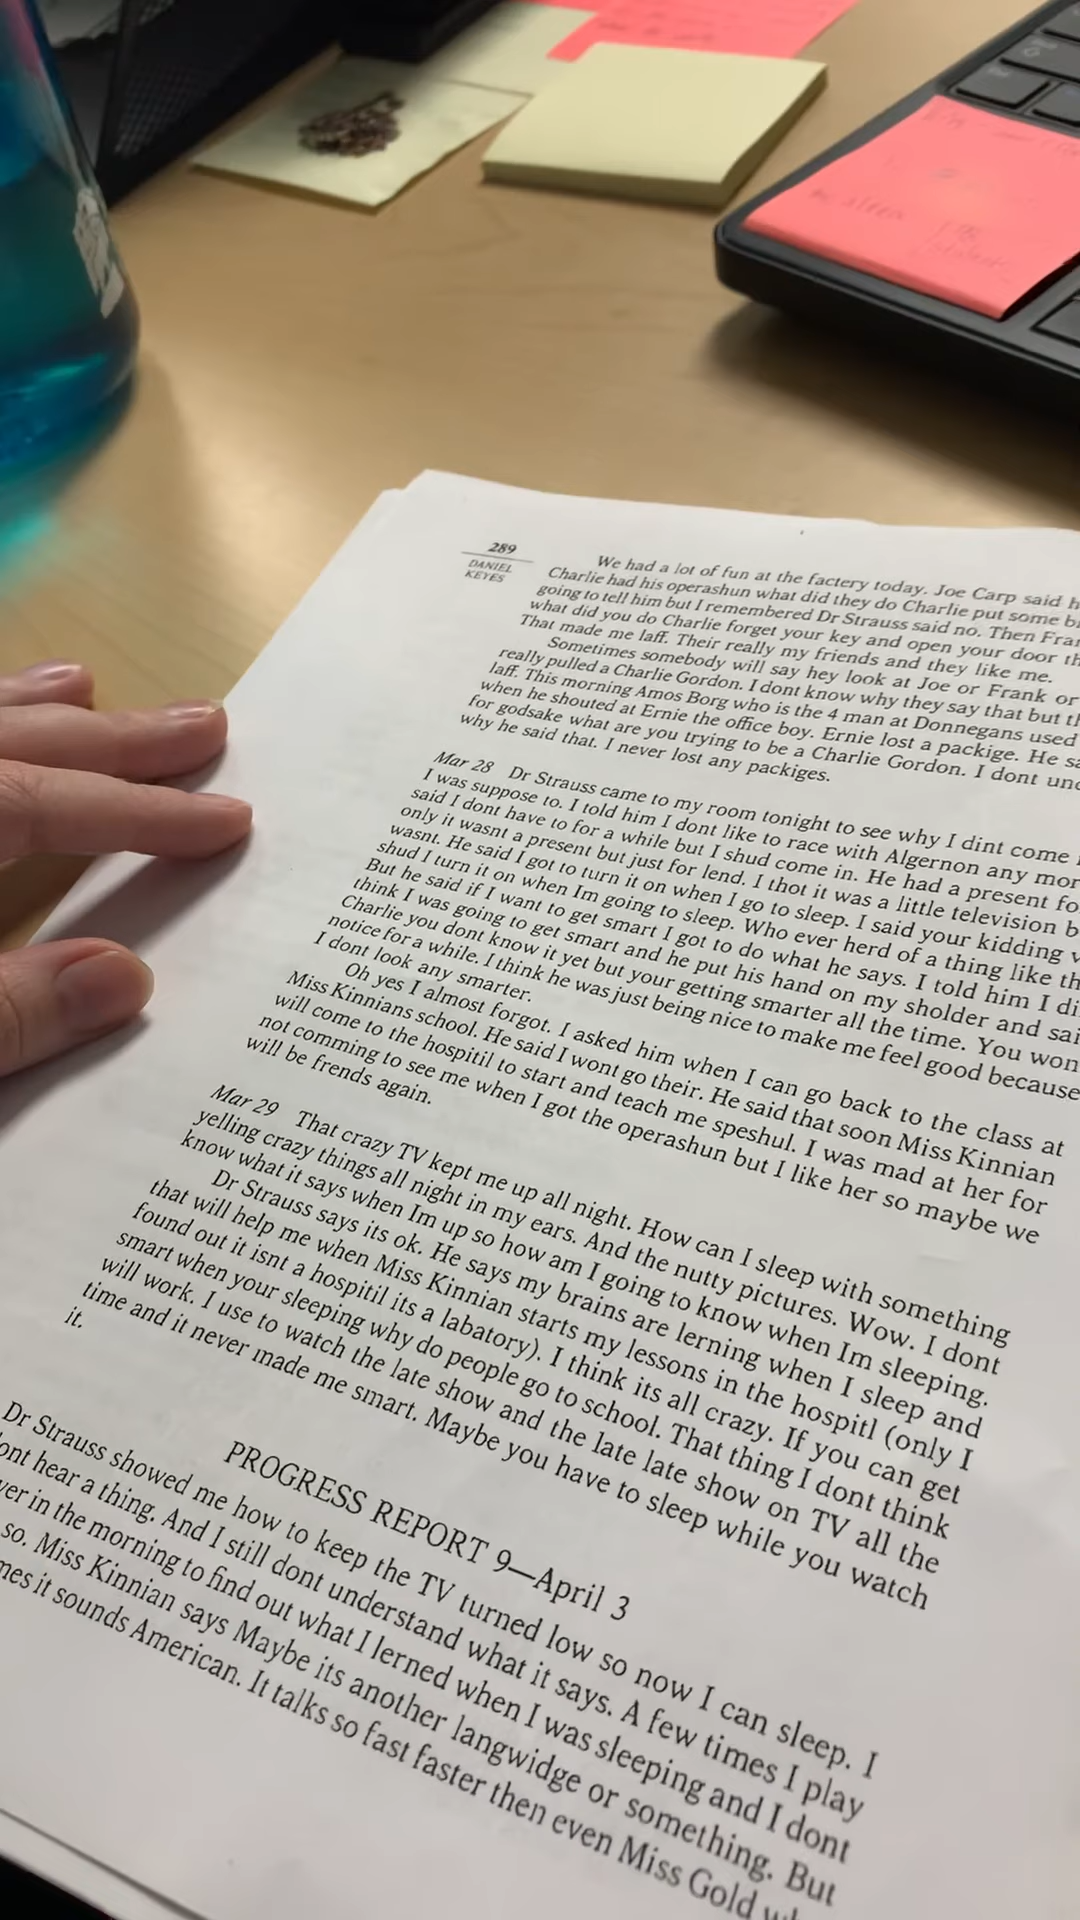 289
DANIEL
KEYES
We had a lot of fun at the factery today. Joe Carp said h
Charlie had his operashun what did they do Charlie put some b
going to tell him but I remembered Dr Strauss said no. Then Fran
what did you do Charlie forget your key and open your door th
That made me laff. Their really my friends and they like me.
Sometimes somebody will say hey look at Joe or Frank or
really pulled a Charlie Gordon. I dont know why they say that but th
laff. This morning Amos Borg who is the 4 man at Donnegans used
when he shouted at Ernie the office boy. Ernie lost a packige. He sa
for godsake what are you trying to be a Charlie Gordon. I dont und
why he said that. I never lost any packiges.
Mar 28 Dr Strauss came to my room tonight to see why I dint come
I was suppose to. I told him I dont like to race with Algernon any mor
said I dont have to for a while but I shud come in. He had a present fo
only it wasnt a present but just for lend. I thot it was a little television b
wasnt. He said I got to turn it on when I go to sleep. I said your kidding
shud I turn it on when Im going to sleep. Who ever herd of a thing like th
But he said if I want to get smart I got to do what he says. I told him I di
think I was going to get smart and he put his hand on my sholder and sai
Charlie you dont know it yet but your getting smarter all the time. You won
notice for a while. I think he was just being nice to make me feel good because
I dont look any smarter.
Oh yes I almost forgot. I asked him when I can go back to the class at
Miss Kinnians school. He said I wont go their. He said that soon Miss Kinnian
will come to the hospitil to start and teach me speshul. I was mad at her for
not comming to see me when I got the operashun but I like her so maybe we
will be frends again.
Mar 29 That crazy TV kept me up all night. How can I sleep with something
yelling crazy things all night in my ears. And the nutty pictures. Wow. I dont
know what it says when Im up so how am I going to know when Im sleeping.
Dr Strauss says its ok. He says my brains are lerning when I sleep and
that will help me when Miss Kinnian starts my lessons in the hospitl (only I
found out it isnt a hospitil its a labatory). I think its all crazy. If you can get
smart when your sleeping why do people go to school. That thing I dont think
will work. I use to watch the late show and the late late show on TV all the
time and it never made me smart. Maybe you have to sleep while you watch
it.
PROGRESS REPORT 9—April 3
Dr Strauss showed me how to keep the TV turned low so now I can sleep. I
ont hear a thing. And I still dont understand what it says. A few times I play
ver in the morning to find out what I lerned when I was sleeping and I dont
so. Miss Kinnian says Maybe its another langwidge or something. But
mes it sounds American. It talks so fast faster then even Miss Gold